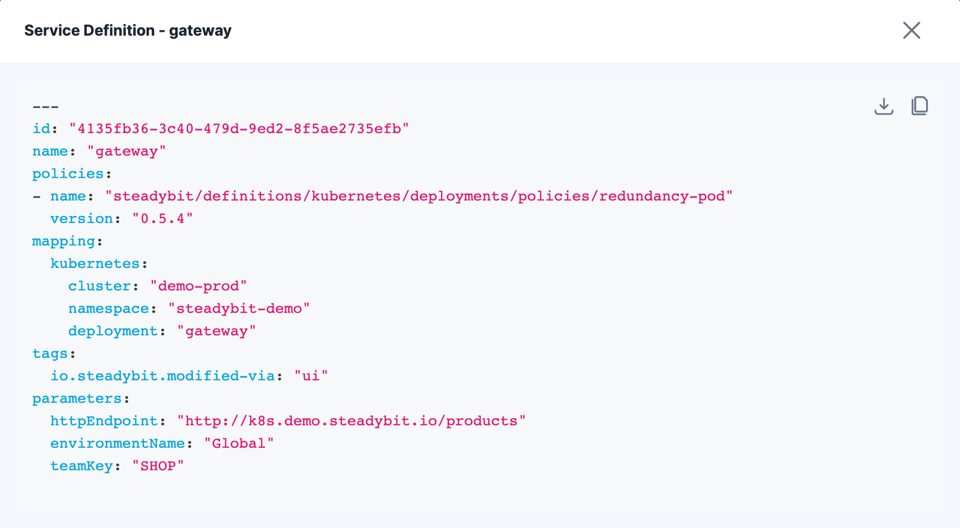 Service Definition - gateway
---
id: "4135fb36-3c40-479d-9ed2-8f5ae2735efb"
name: "gateway"
policies:
- name: "steadybit/definitions/kubernetes/deployments/policies/redundancy-pod"
  version: "0.5.4"
mapping:
  kubernetes:
    cluster: "demo-prod"
    namespace: "steadybit-demo"
    deployment: "gateway"
tags:
  io.steadybit.modified-via: "ui"
parameters:
  httpEndpoint: "http://k8s.demo.steadybit.io/products"
  environmentName: "Global"
  teamKey: "SHOP"